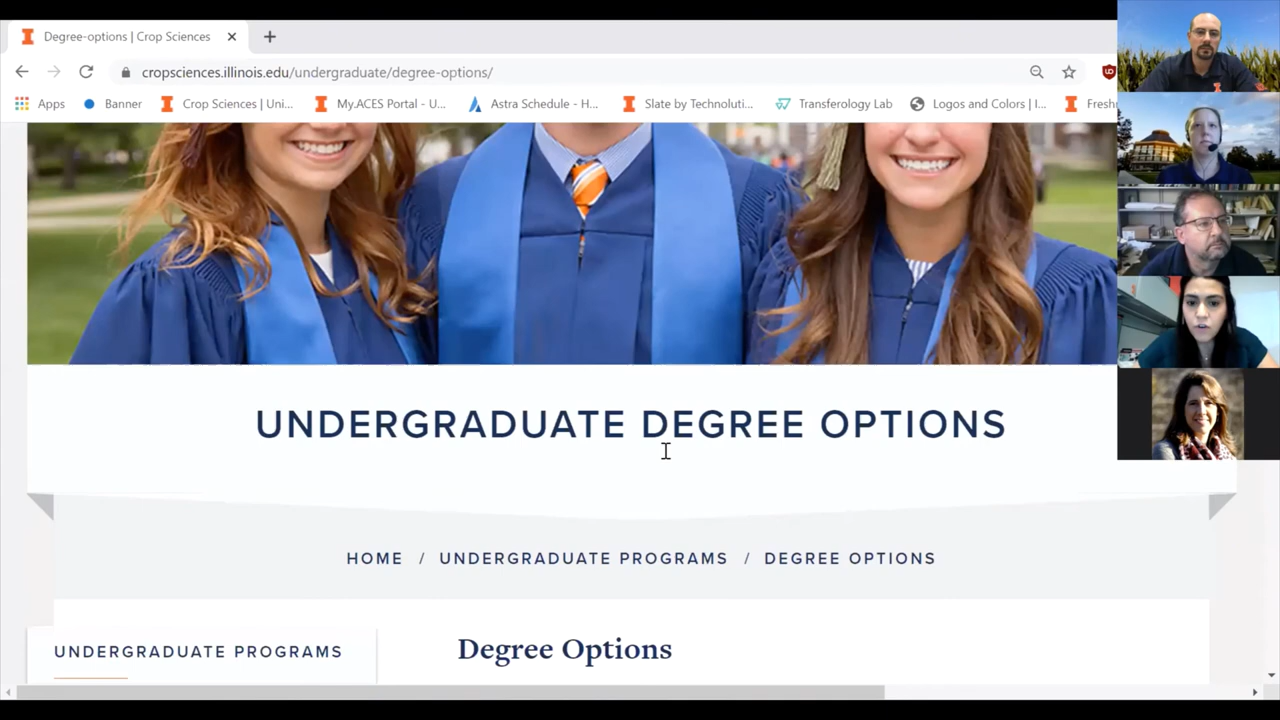 Degree-options | Crop Sciences
cropsciences.illinois.edu/undergraduate/degree-options/
Apps Banner Crop Sciences | Uni... My.ACES Portal - U... Astra Schedule - H... Slate by Technoluti... Transferology Lab Logos and Colors | I... Fresh
UNDERGRADUATE DEGREE OPTIONS
HOME / UNDERGRADUATE PROGRAMS / DEGREE OPTIONS
UNDERGRADUATE PROGRAMS
Degree Options